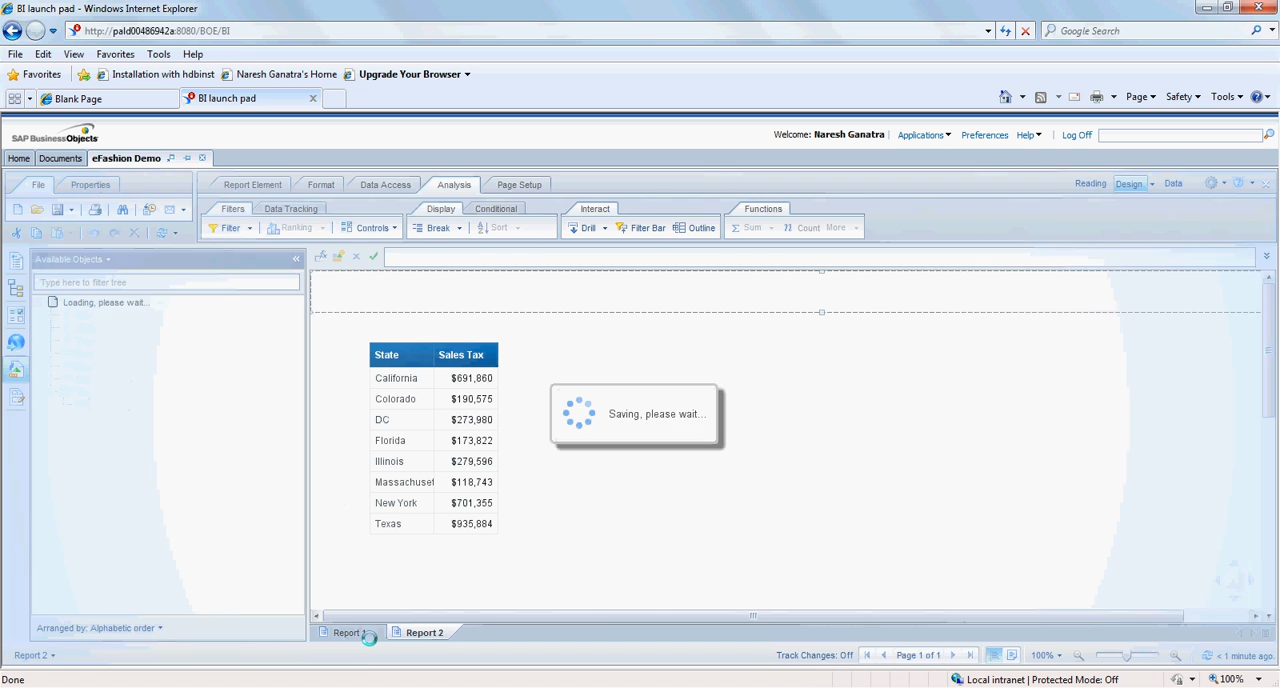 BI launch pad - Windows Internet Explorer
http://pald00486942a:8080/BOE/BI
Google Search
File Edit View Favorites Tools Help
Favorites Installation with hdbinst Naresh Ganatra's Home Upgrade Your Browser
Blank Page BI launch pad Page Safety Tools
SAP BusinessObjects Welcome: Naresh Ganatra Applications Preferences Help Log Off
Home Documents eFashion Demo
File Properties Report Element Format Data Access Analysis Page Setup Reading Design Data
Filters Data Tracking Display Conditional Interact Functions
Filter Ranking Controls Break Sort Drill Filter Bar Outline Sum Count More
Available Objects
Type here to filter tree
Loading, please wait...
State Sales Tax
California $691,860
Colorado $190,575
DC $273,980
Florida $173,822
Illinois $279,596
Massachuset $118,743
New York $701,355
Texas $935,884
Saving, please wait...
Arranged by: Alphabetic order
Report 1 Report 2
Report 2 Track Changes: Off Page 1 of 1 100% < 1 minute ago
Done Local intranet | Protected Mode: Off 100%